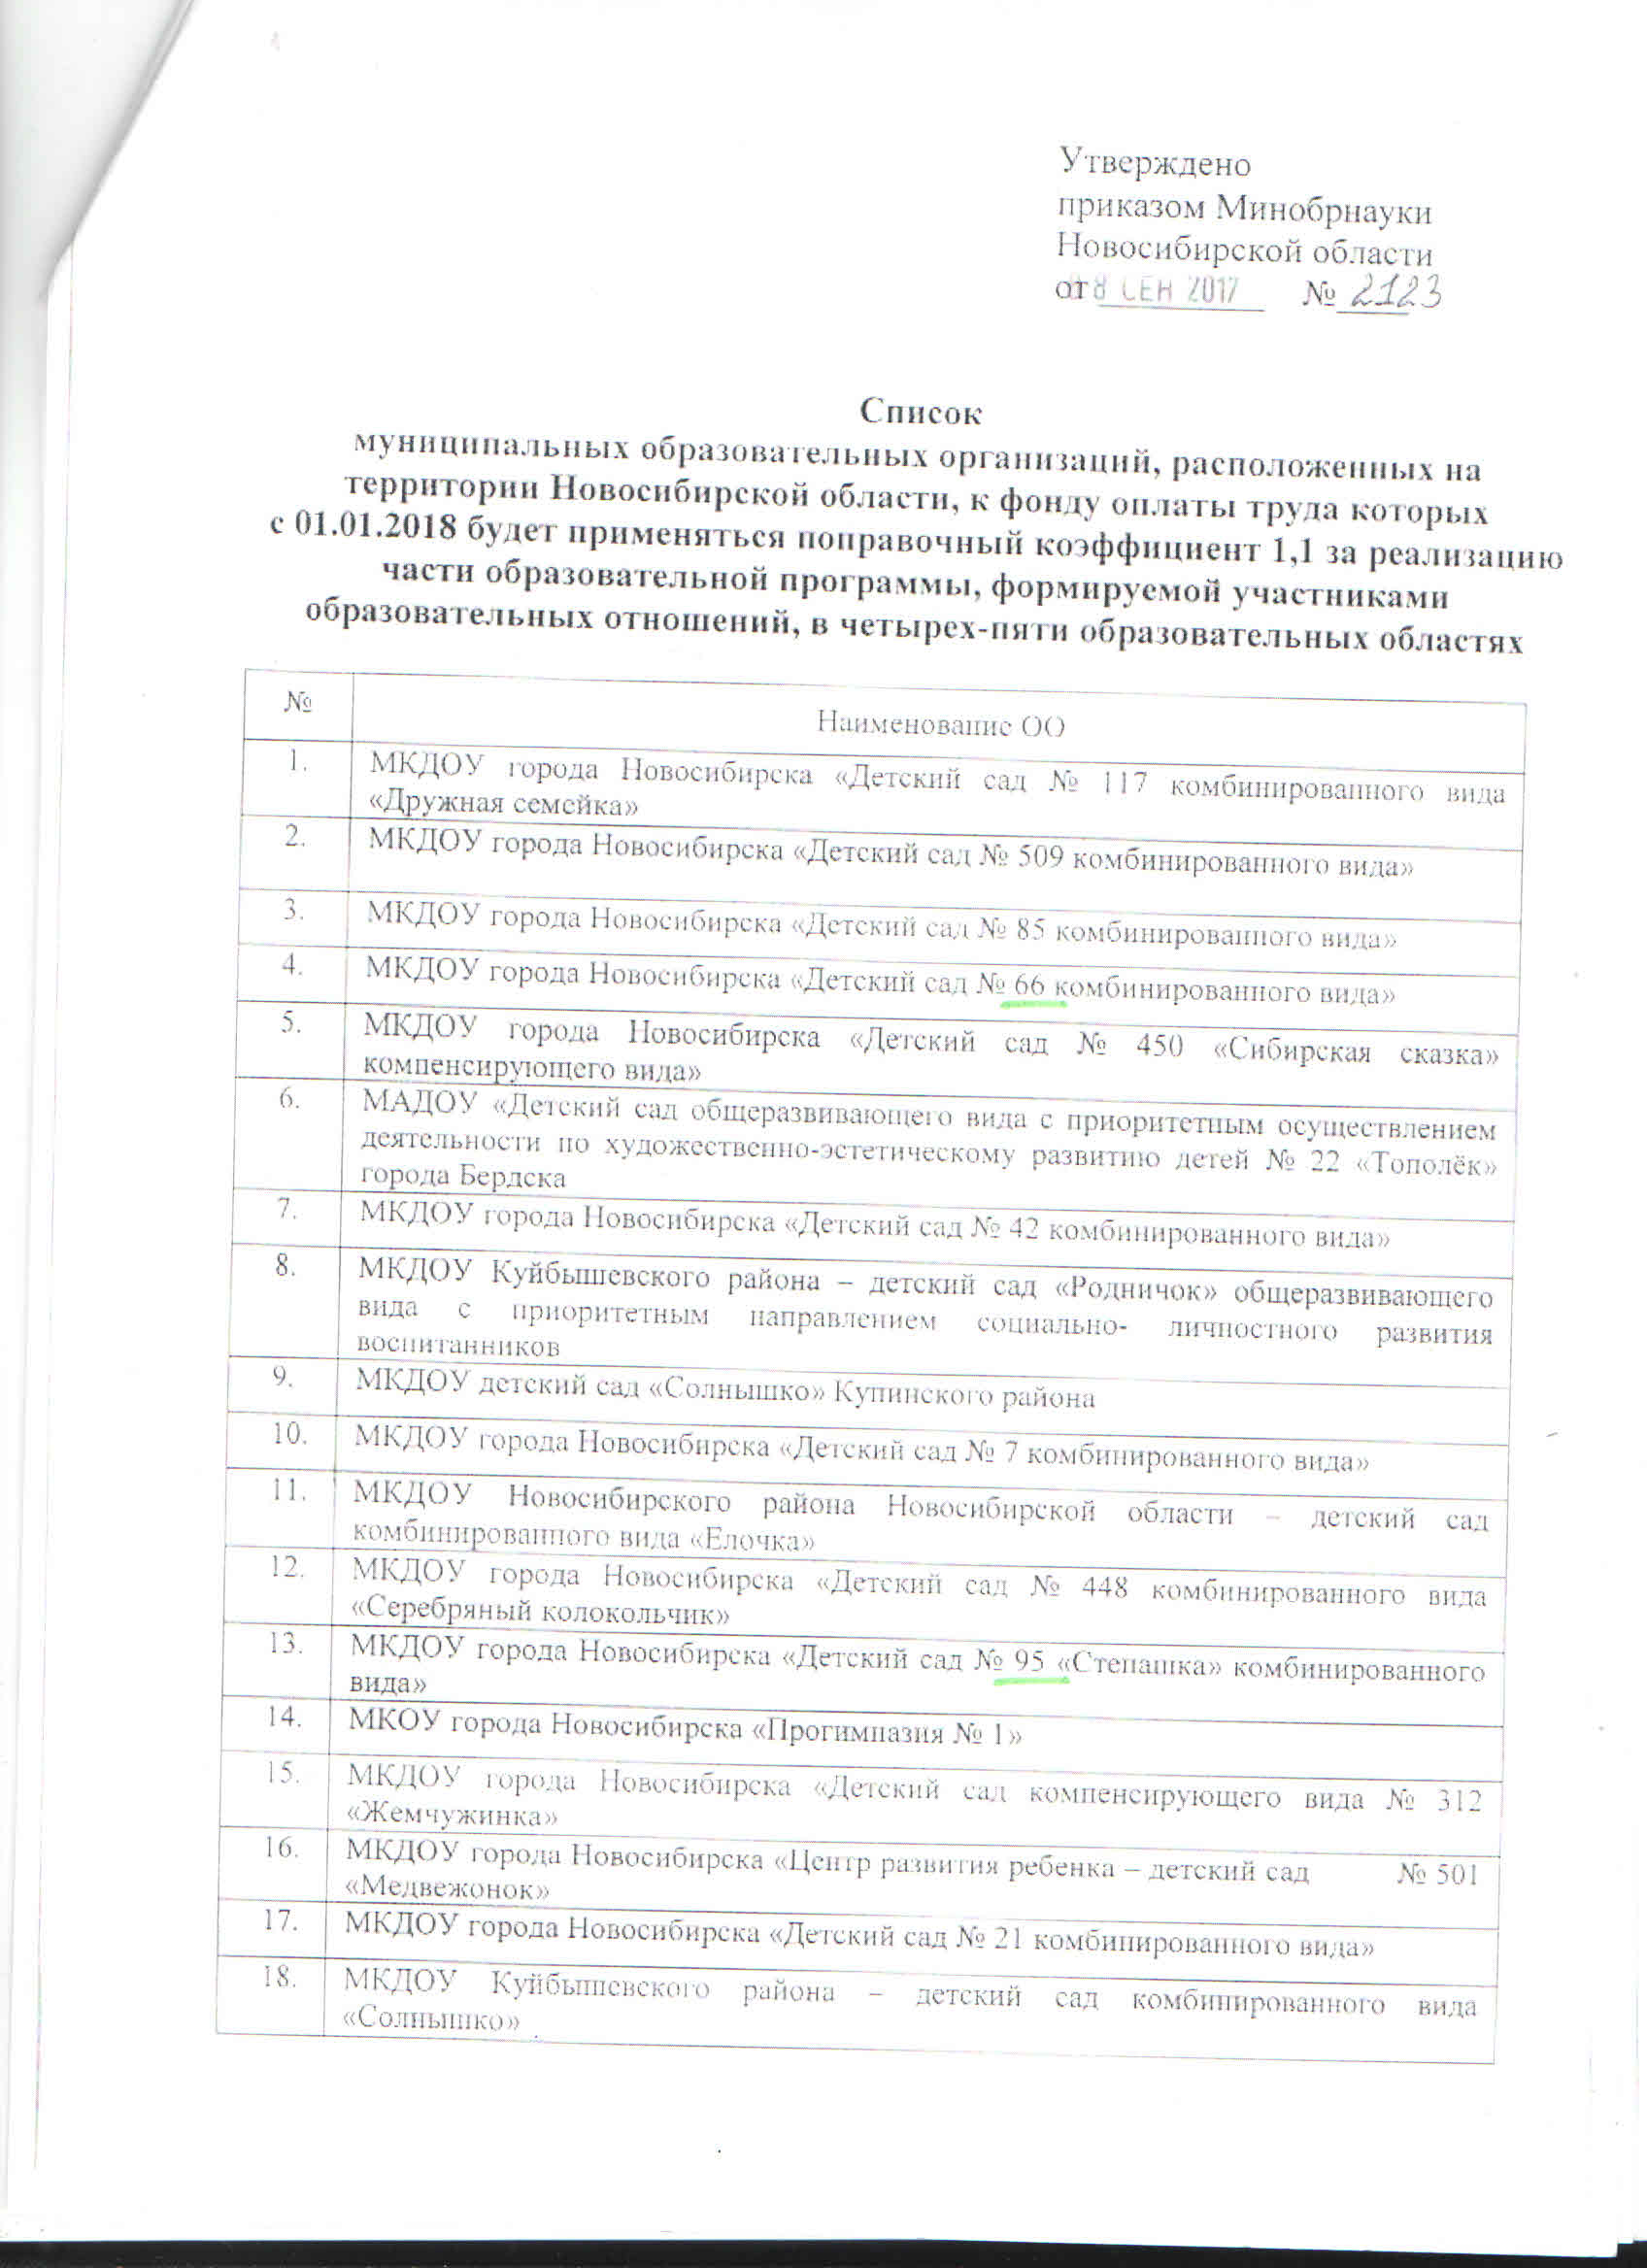 Утверждено
приказом Минобрнауки
Новосибирской области
от 8 СЕН 2017 № 2123
Список
муниципальных образовательных организаций, расположенных на
территории Новосибирской области, к фонду оплаты труда которых
с 01.01.2018 будет применяться поправочный коэффициент 1,1 за реализацию
части образовательной программы, формируемой участниками
образовательных отношений, в четырех-пяти образовательных областях
№ Наименование ОО
1. МКДОУ города Новосибирска «Детский сад № 117 комбинированного вида
«Дружная семейка»
2. МКДОУ города Новосибирска «Детский сад № 509 комбинированного вида»
3. МКДОУ города Новосибирска «Детский сад № 85 комбинированного вида»
4. МКДОУ города Новосибирска «Детский сад № 66 комбинированного вида»
5. МКДОУ города Новосибирска «Детский сад № 450 «Сибирская сказка»
компенсирующего вида»
6. МАДОУ «Детский сад общеразвивающего вида с приоритетным осуществлением
деятельности по художественно-эстетическому развитию детей № 22 «Тополёк»
города Бердска
7. МКДОУ города Новосибирска «Детский сад № 42 комбинированного вида»
8. МКДОУ Куйбышевского района – детский сад «Родничок» общеразвивающего
вида с приоритетным направлением социально- личностного развития
воспитанников
9. МКДОУ детский сад «Солнышко» Купинского района
10. МКДОУ города Новосибирска «Детский сад № 7 комбинированного вида»
11. МКДОУ Новосибирского района Новосибирской области – детский сад
комбинированного вида «Елочка»
12. МКДОУ города Новосибирска «Детский сад № 448 комбинированного вида
«Серебряный колокольчик»
13. МКДОУ города Новосибирска «Детский сад № 95 «Степашка» комбинированного
вида»
14. МКОУ города Новосибирска «Прогимназия № 1»
15. МКДОУ города Новосибирска «Детский сад компенсирующего вида № 312
«Жемчужинка»
16. МКДОУ города Новосибирска «Центр развития ребенка – детский сад № 501
«Медвежонок»
17. МКДОУ города Новосибирска «Детский сад № 21 комбинированного вида»
18. МКДОУ Куйбышевского района – детский сад комбинированного вида
«Солнышко»